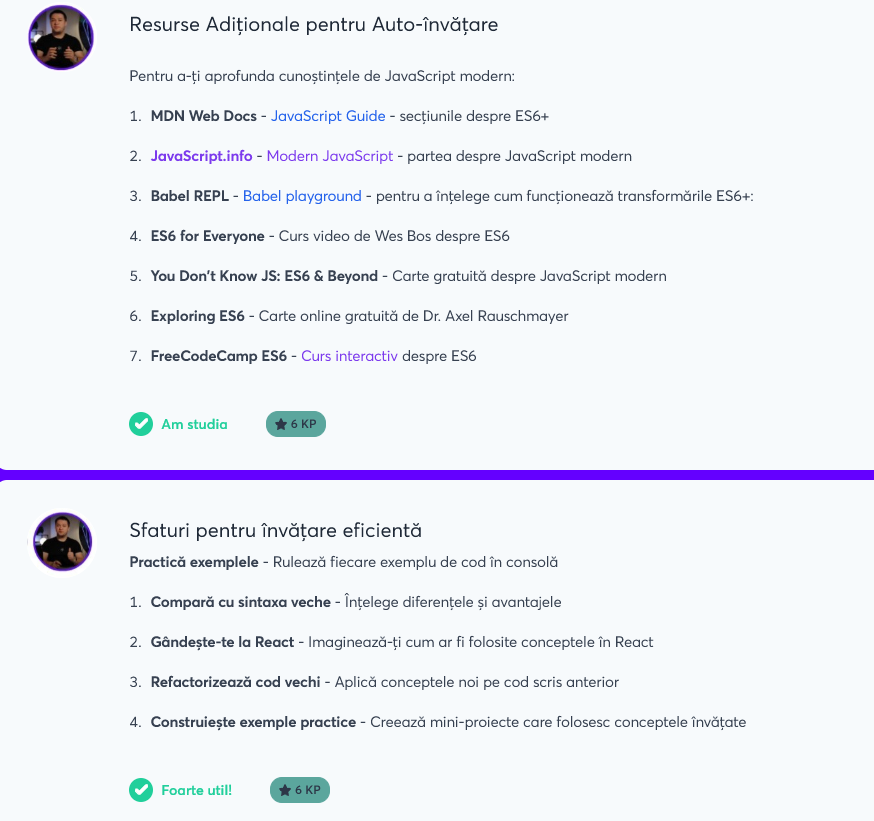 Resurse Adiționale pentru Auto-învățare
Pentru a-ți aprofunda cunoștințele de JavaScript modern:
1. MDN Web Docs - JavaScript Guide - secțiunile despre ES6+
2. JavaScript.info - Modern JavaScript - partea despre JavaScript modern
3. Babel REPL - Babel playground - pentru a înțelege cum funcționează transformările ES6+:
4. ES6 for Everyone - Curs video de Wes Bos despre ES6
5. You Don't Know JS: ES6 & Beyond - Carte gratuită despre JavaScript modern
6. Exploring ES6 - Carte online gratuită de Dr. Axel Rauschmayer
7. FreeCodeCamp ES6 - Curs interactiv despre ES6
Am studia 6 KP
Sfaturi pentru învățare eficientă
Practică exemplele - Rulează fiecare exemplu de cod în consolă
1. Compară cu sintaxa veche - Înțelege diferențele și avantajele
2. Gândește-te la React - Imaginează-ți cum ar fi folosite conceptele în React
3. Refactorizează cod vechi - Aplică conceptele noi pe cod scris anterior
4. Construiește exemple practice - Creează mini-proiecte care folosesc conceptele învățate
Foarte util! 6 KP